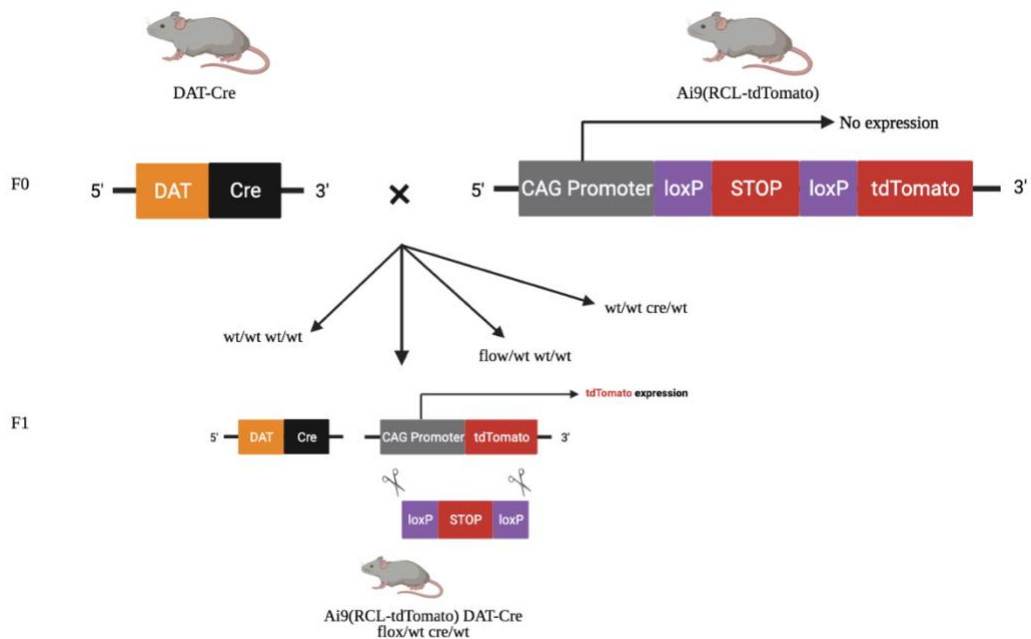 DAT-Cre
Ai9(RCL-tdTomato)
No expression
F0
5' DAT Cre 3'
×
5' CAG Promoter loxP STOP loxP tdTomato 3'
wt/wt cre/wt
wt/wt wt/wt
flow/wt wt/wt
tdTomato expression
F1
5' DAT Cre CAG Promoter tdTomato 3'
loxP STOP loxP
Ai9(RCL-tdTomato) DAT-Cre
flox/wt cre/wt